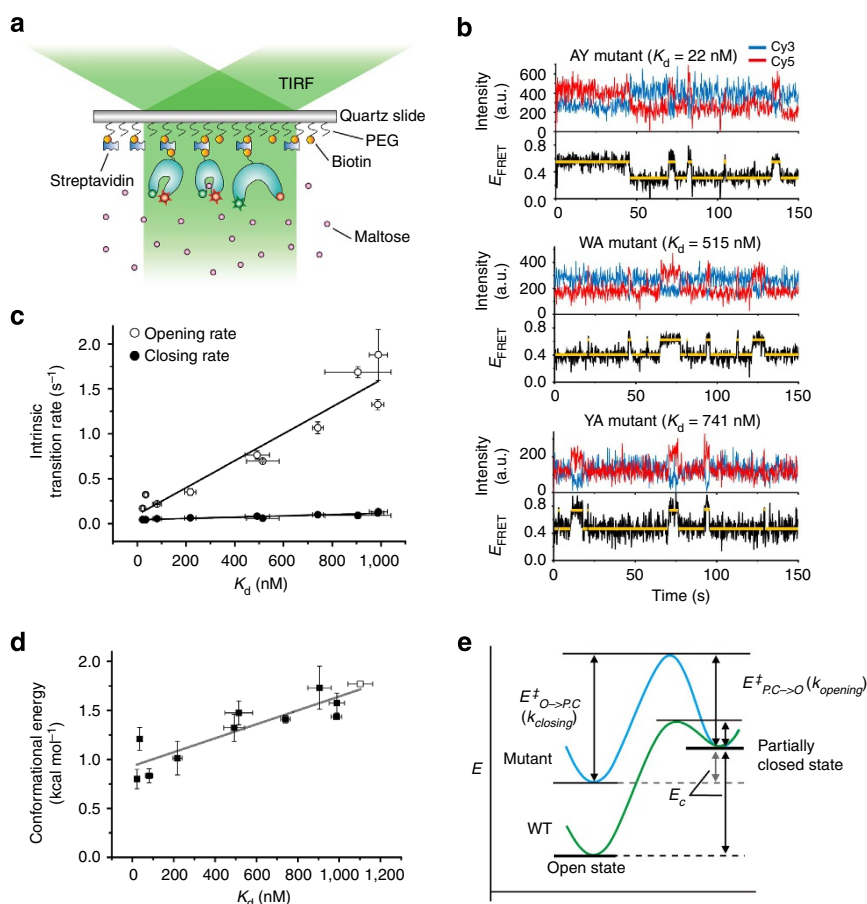 a
TIRF
Quartz slide
PEG
Biotin
Streptavidin
Maltose
b
Cy3
Cy5
AY mutant (Kd = 22 nM)
Intensity
(a.u.)
600
400
200
0
EFRET
0.8
0.4
0.0
0 50 100 150
WA mutant (Kd = 515 nM)
Intensity
(a.u.)
400
200
0
EFRET
0.8
0.4
0.0
YA mutant (Kd = 741 nM)
Intensity
(a.u.)
200
0
EFRET
0.8
0.4
0.0
0 50 100 150
Time (s)
c
Opening rate
Closing rate
Intrinsic
transition rate (s−1)
2.0
1.5
1.0
0.5
0.0
0 200 400 600 800 1,000
Kd (nM)
d
Conformational energy
(kcal mol−1)
2.0
1.5
1.0
0.5
0.0
0 200 400 600 800 1,000 1,200
Kd (nM)
e
E
E‡O->P.C
(kclosing)
E‡P.C->O (kopening)
Mutant
Partially
closed state
Ec
WT
Open state